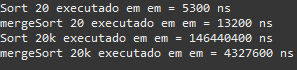 Sort 20 executado em em = 5300 ns
mergeSort 20 executado em em = 13200 ns
Sort 20k executado em em = 146440400 ns
mergeSort 20k executado em em = 4327600 ns